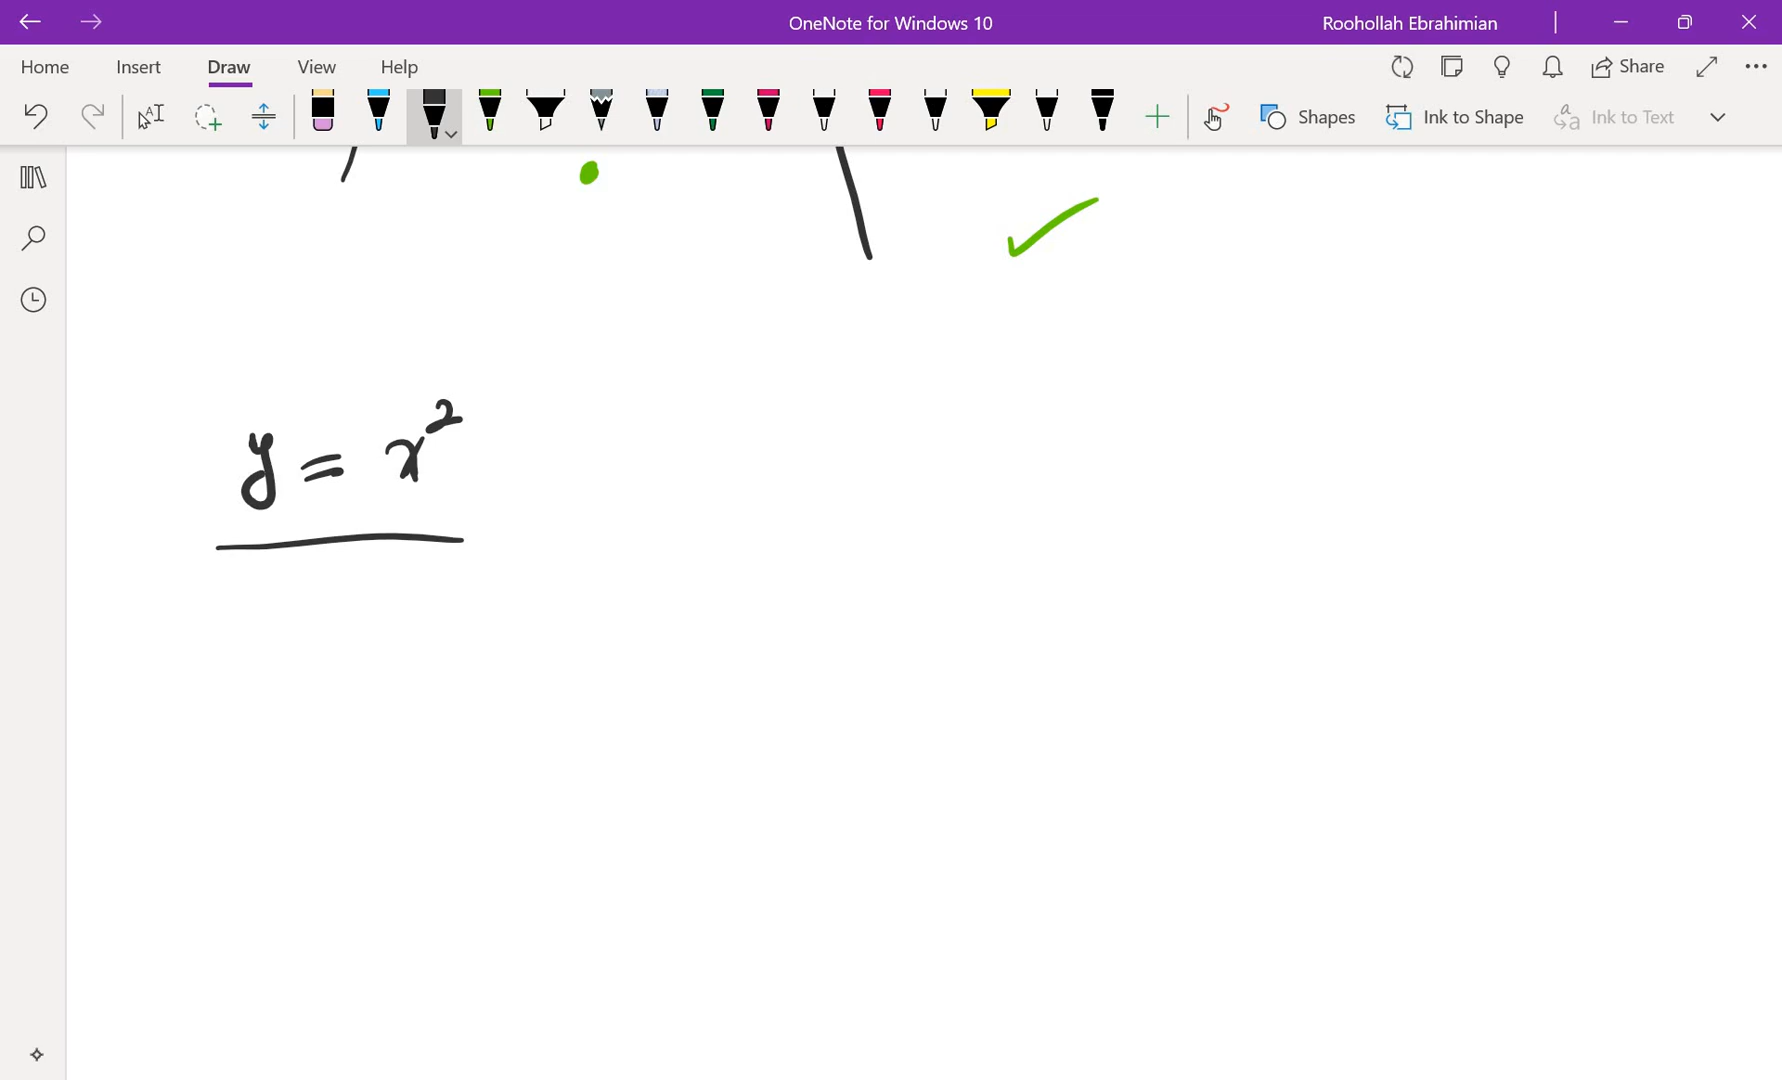 OneNote for Windows 10
Roohollah Ebrahimian
Home Insert Draw View Help
Share
Shapes Ink to Shape Ink to Text
y = x²